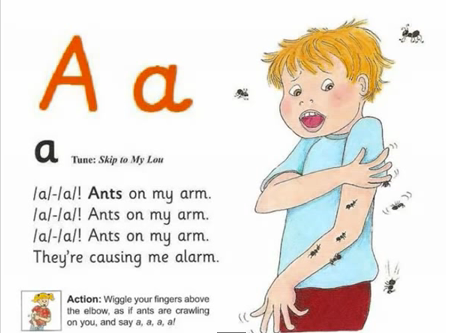 A a
a Tune: Skip to My Lou
/a/-/a/! Ants on my arm.
/a/-/a/! Ants on my arm.
/a/-/a/! Ants on my arm.
They're causing me alarm.
Action: Wiggle your fingers above
the elbow, as if ants are crawling
on you, and say a, a, a, a!